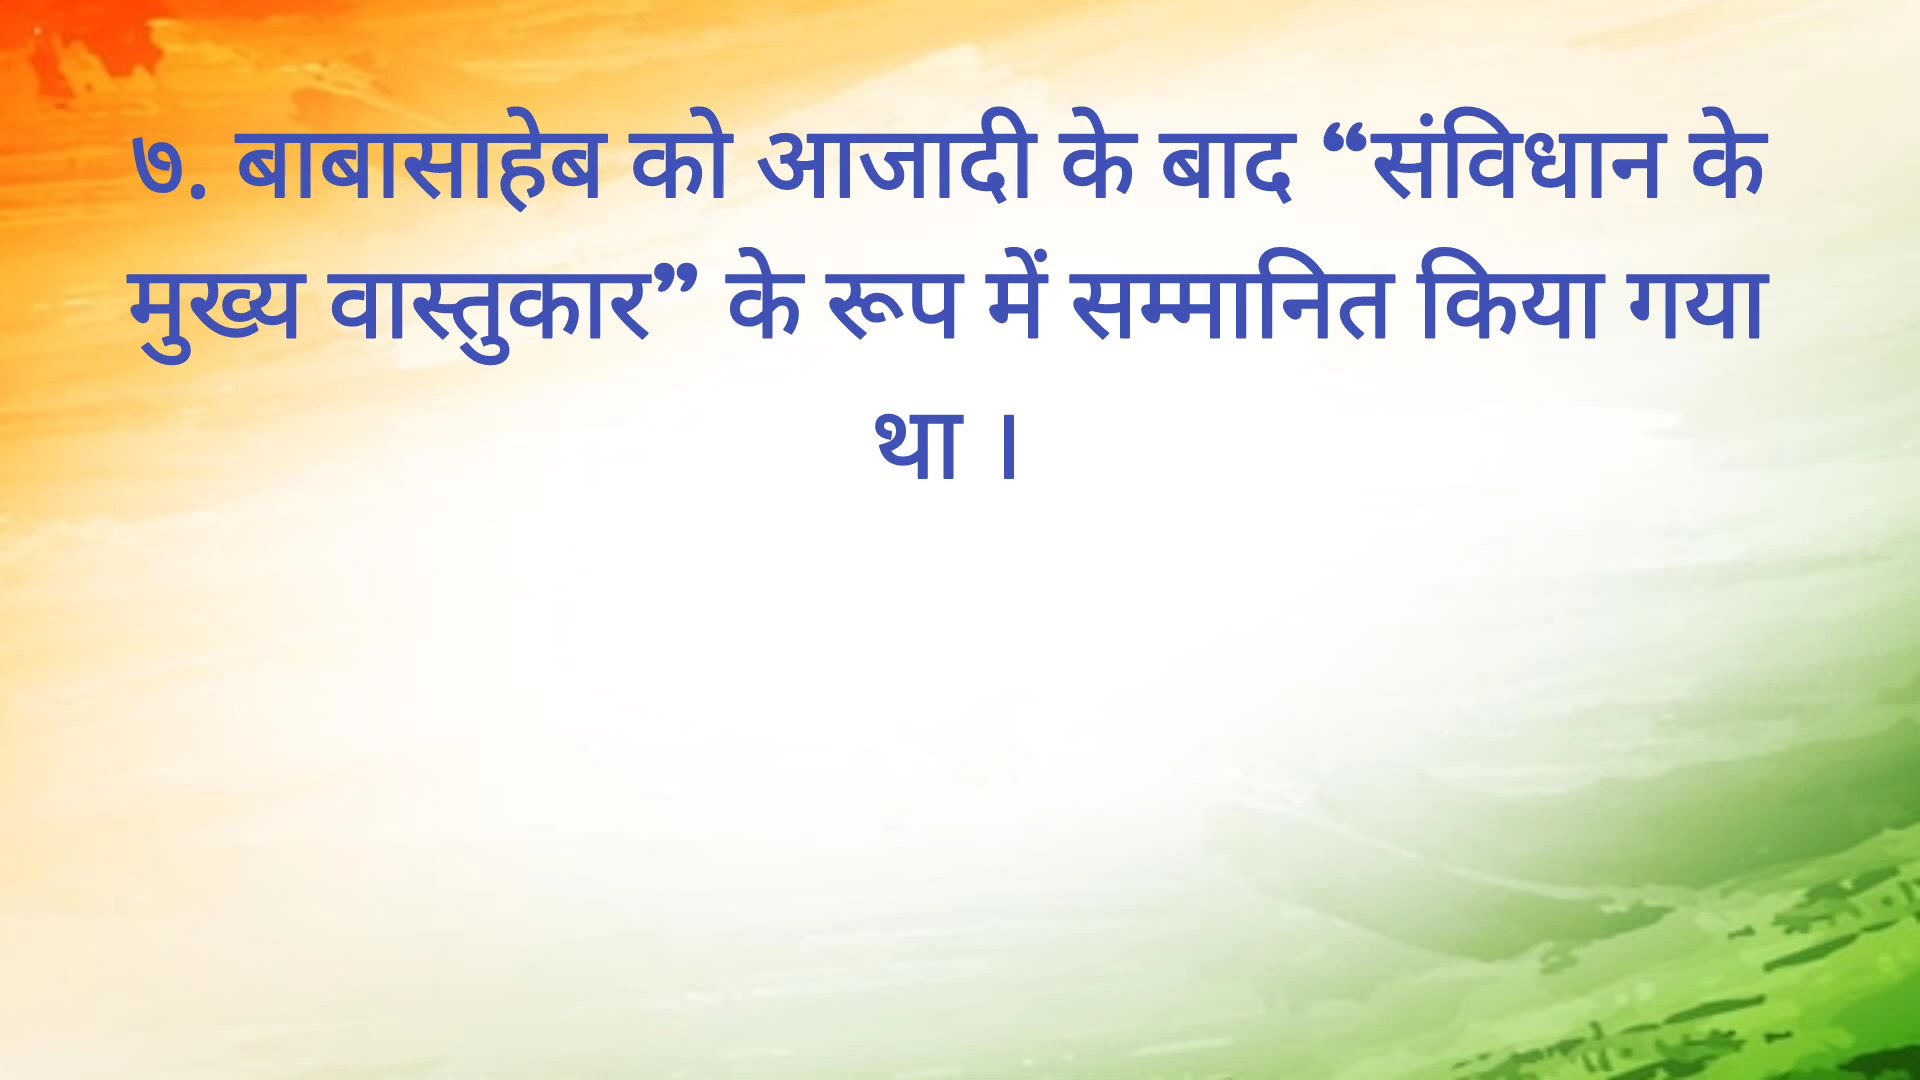 ७. बाबासाहेब को आजादी के बाद “संविधान के
मुख्य वास्तुकार” के रूप में सम्मानित किया गया
था ।